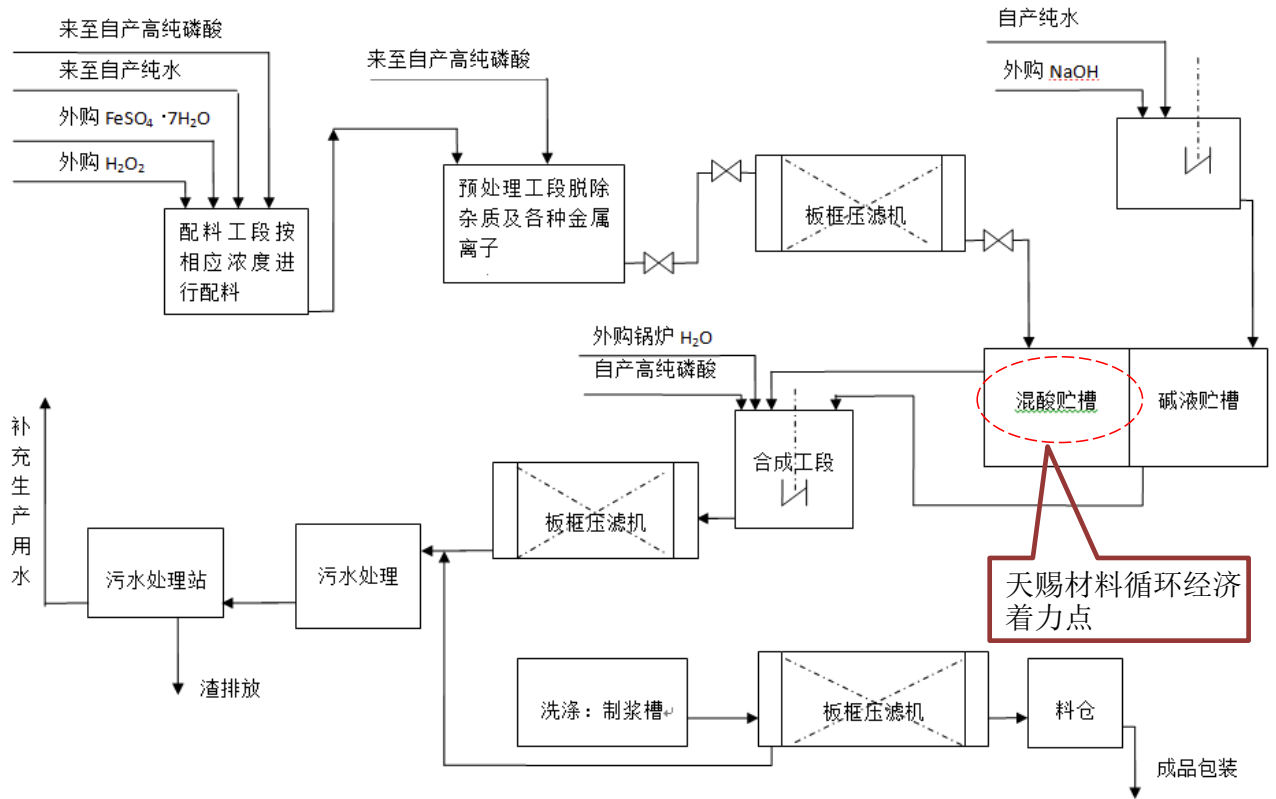 来至自产高纯磷酸
来至自产纯水
外购 FeSO₄ ·7H₂O
外购 H₂O₂
配料工段按
相应浓度进
行配料
来至自产高纯磷酸
预处理工段脱除
杂质及各种金属
离子
板框压滤机
自产纯水
外购 NaOH
外购锅炉 H₂O
自产高纯磷酸
混酸贮槽
碱液贮槽
合成工段
板框压滤机
天赐材料循环经济
着力点
补
充
生
产
用
水
污水处理站
污水处理
渣排放
洗涤：制浆槽
板框压滤机
料仓
成品包装